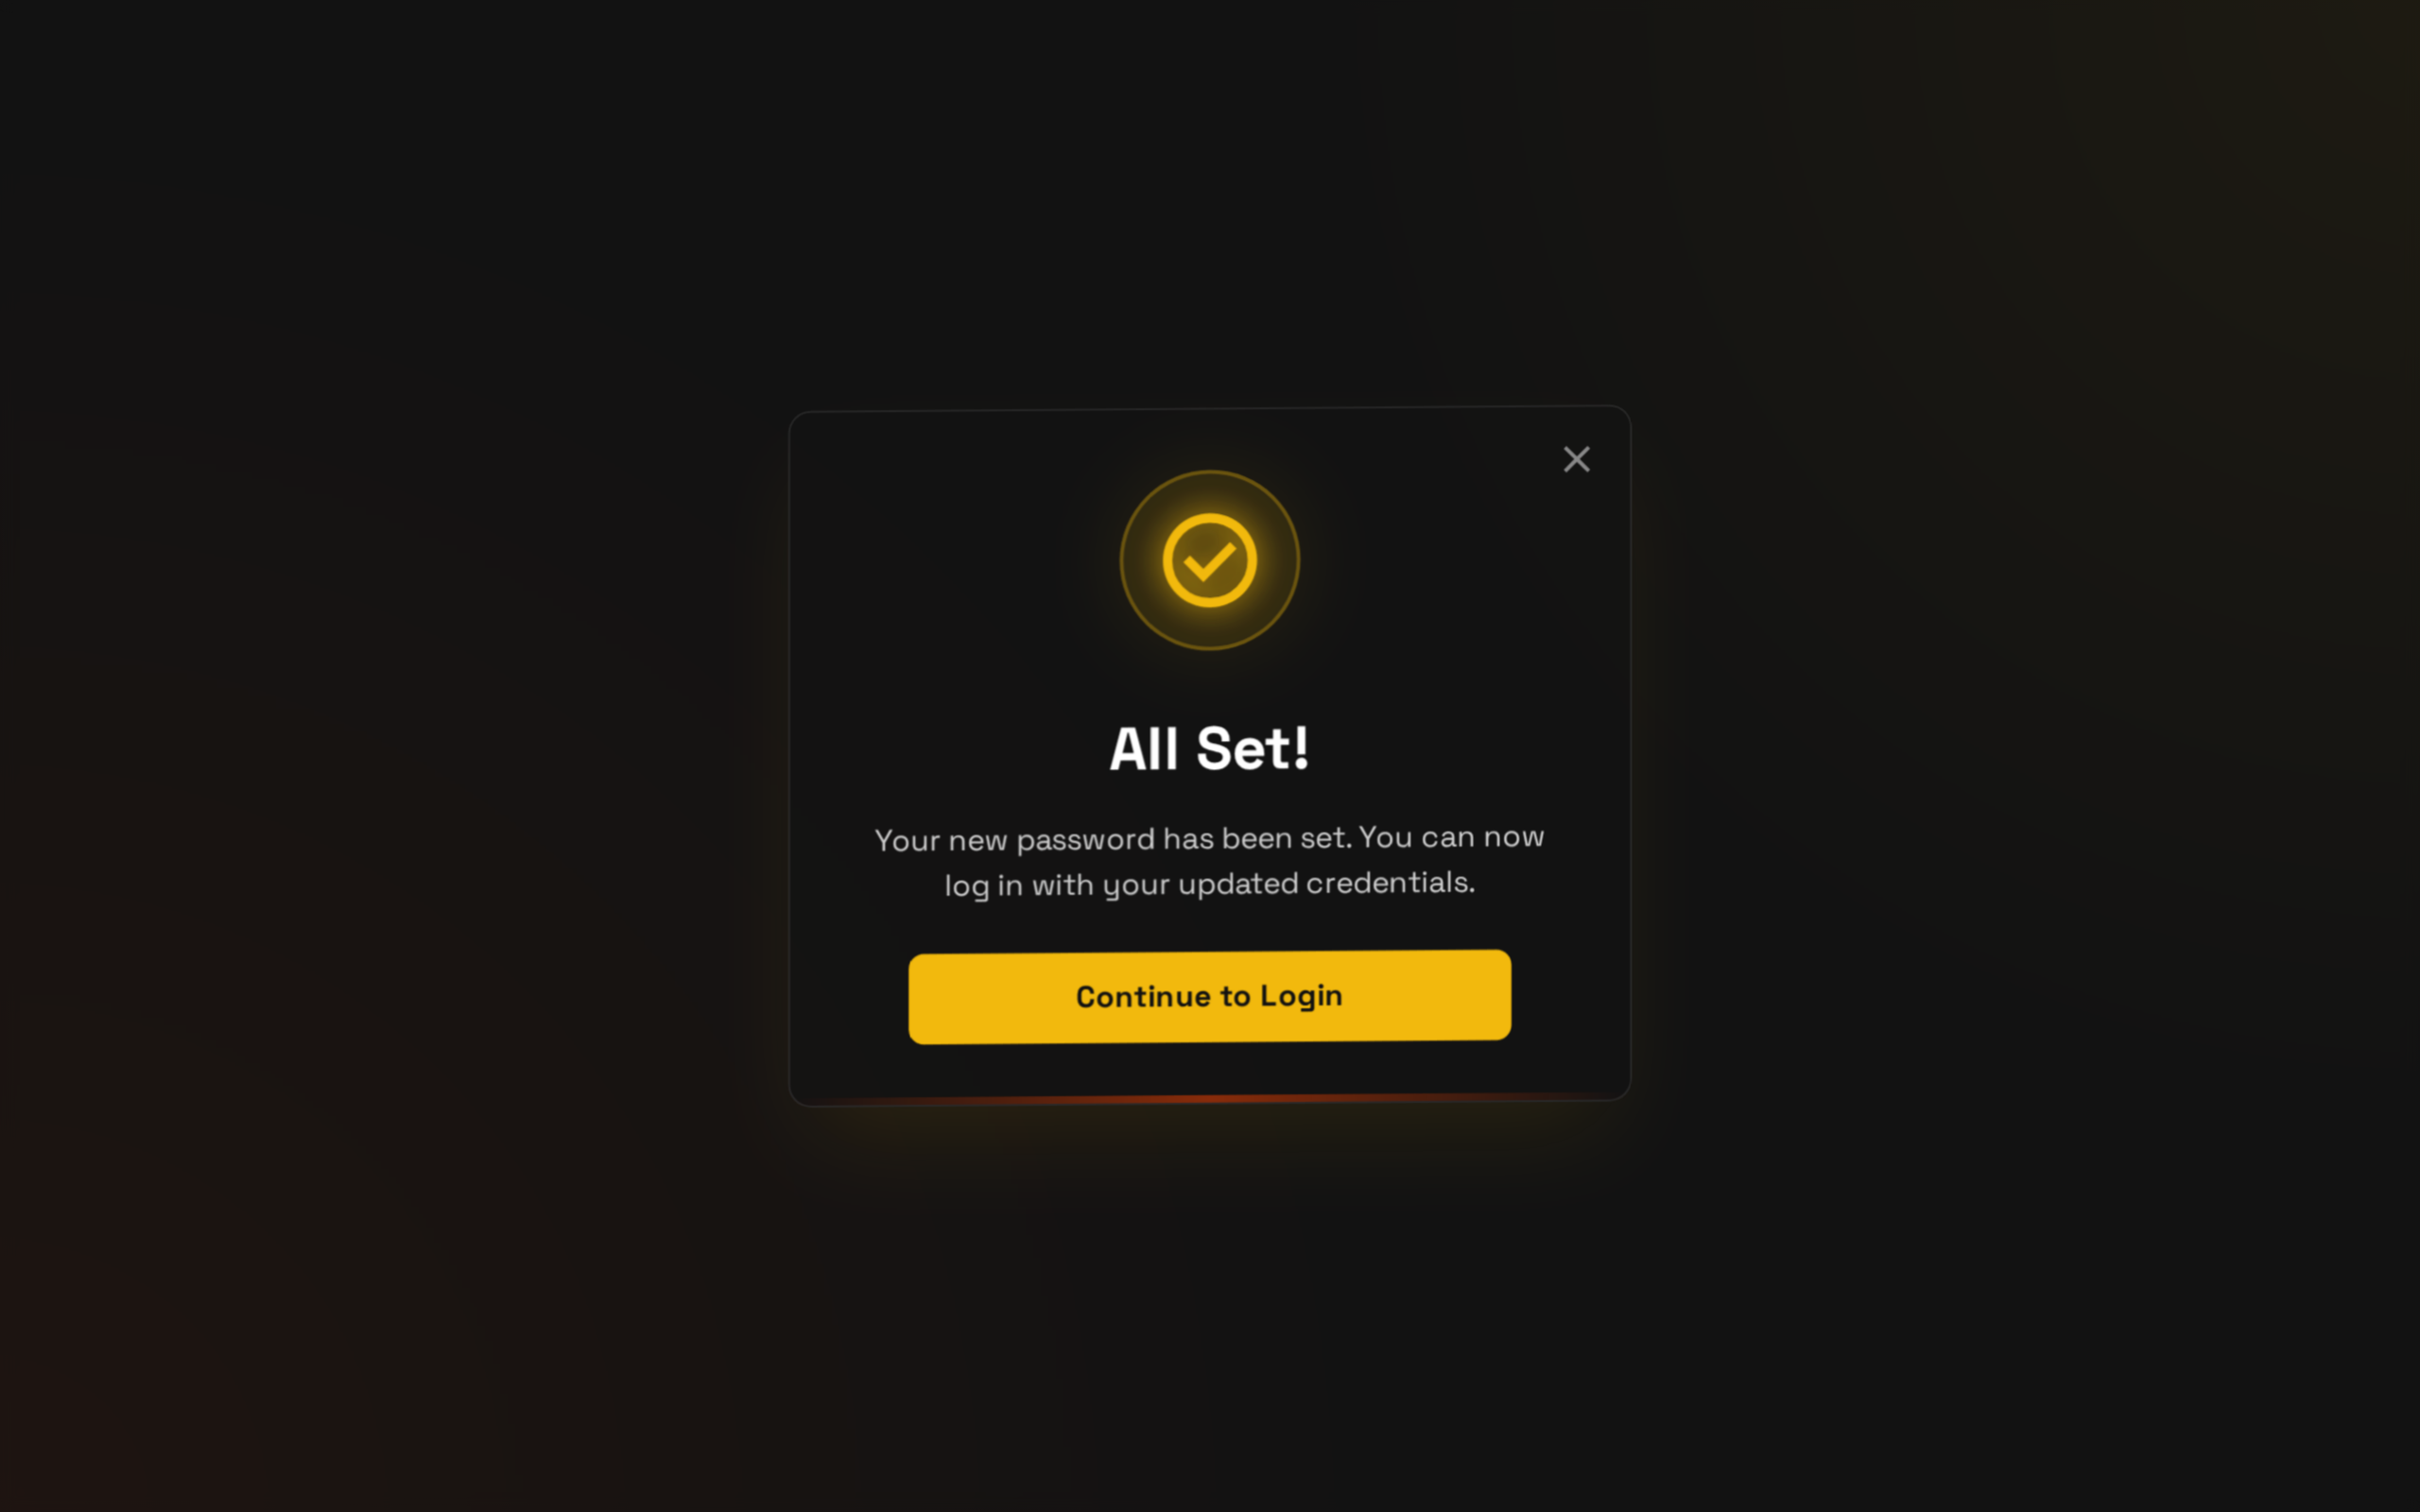 All Set!
Your new password has been set. You can now
log in with your updated credentials.
Continue to Login